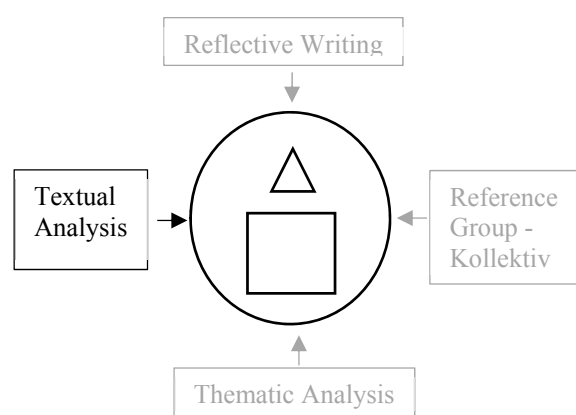 Reflective Writing
Textual
Analysis
Reference
Group -
Kollektiv
Thematic Analysis